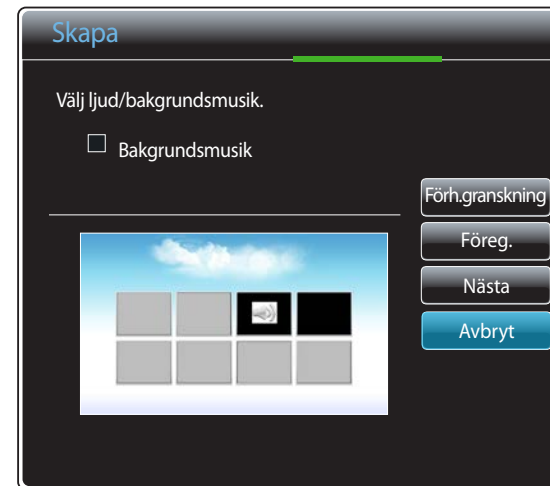 Skapa
Välj ljud/bakgrundsmusik.
Bakgrundsmusik
Förh.granskning
Föreg.
Nästa
Avbryt